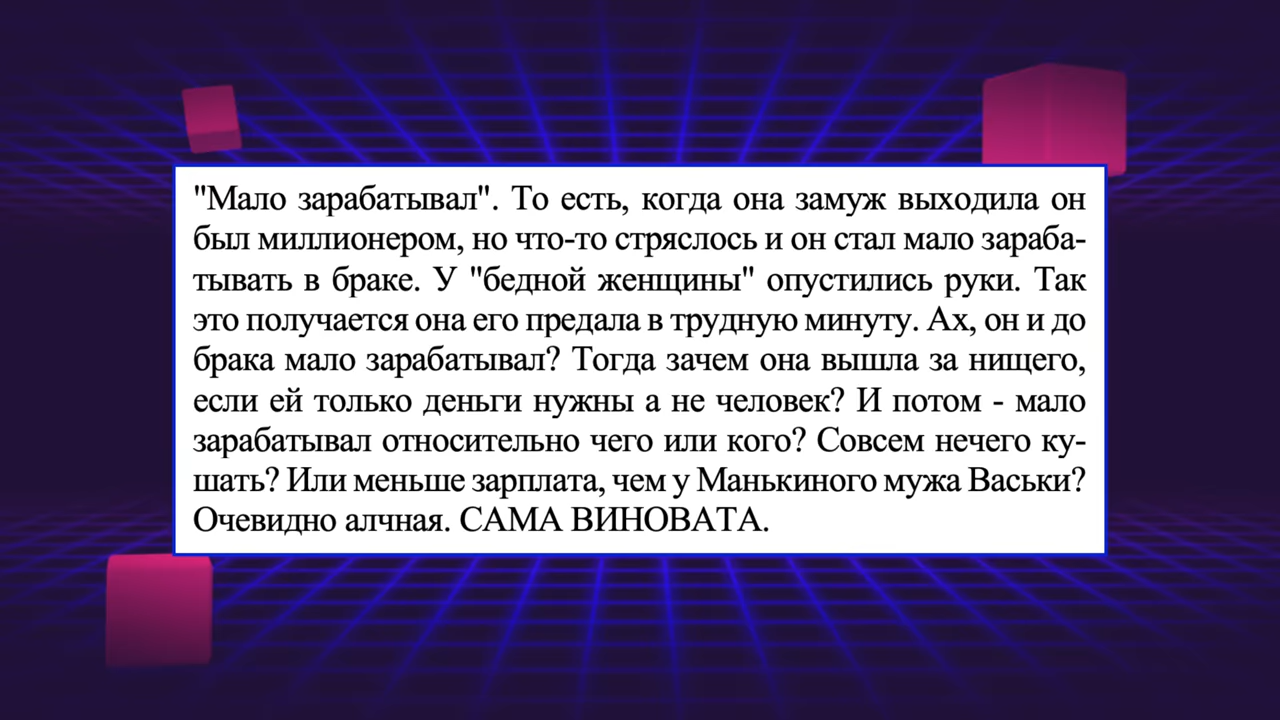 "Мало зарабатывал". То есть, когда она замуж выходила он
был миллионером, но что-то стряслось и он стал мало зараба-
тывать в браке. У "бедной женщины" опустились руки. Так
это получается она его предала в трудную минуту. Ах, он и до
брака мало зарабатывал? Тогда зачем она вышла за нищего,
если ей только деньги нужны а не человек? И потом - мало
зарабатывал относительно чего или кого? Совсем нечего ку-
шать? Или меньше зарплата, чем у Манькиного мужа Васьки?
Очевидно алчная. САМА ВИНОВАТА.